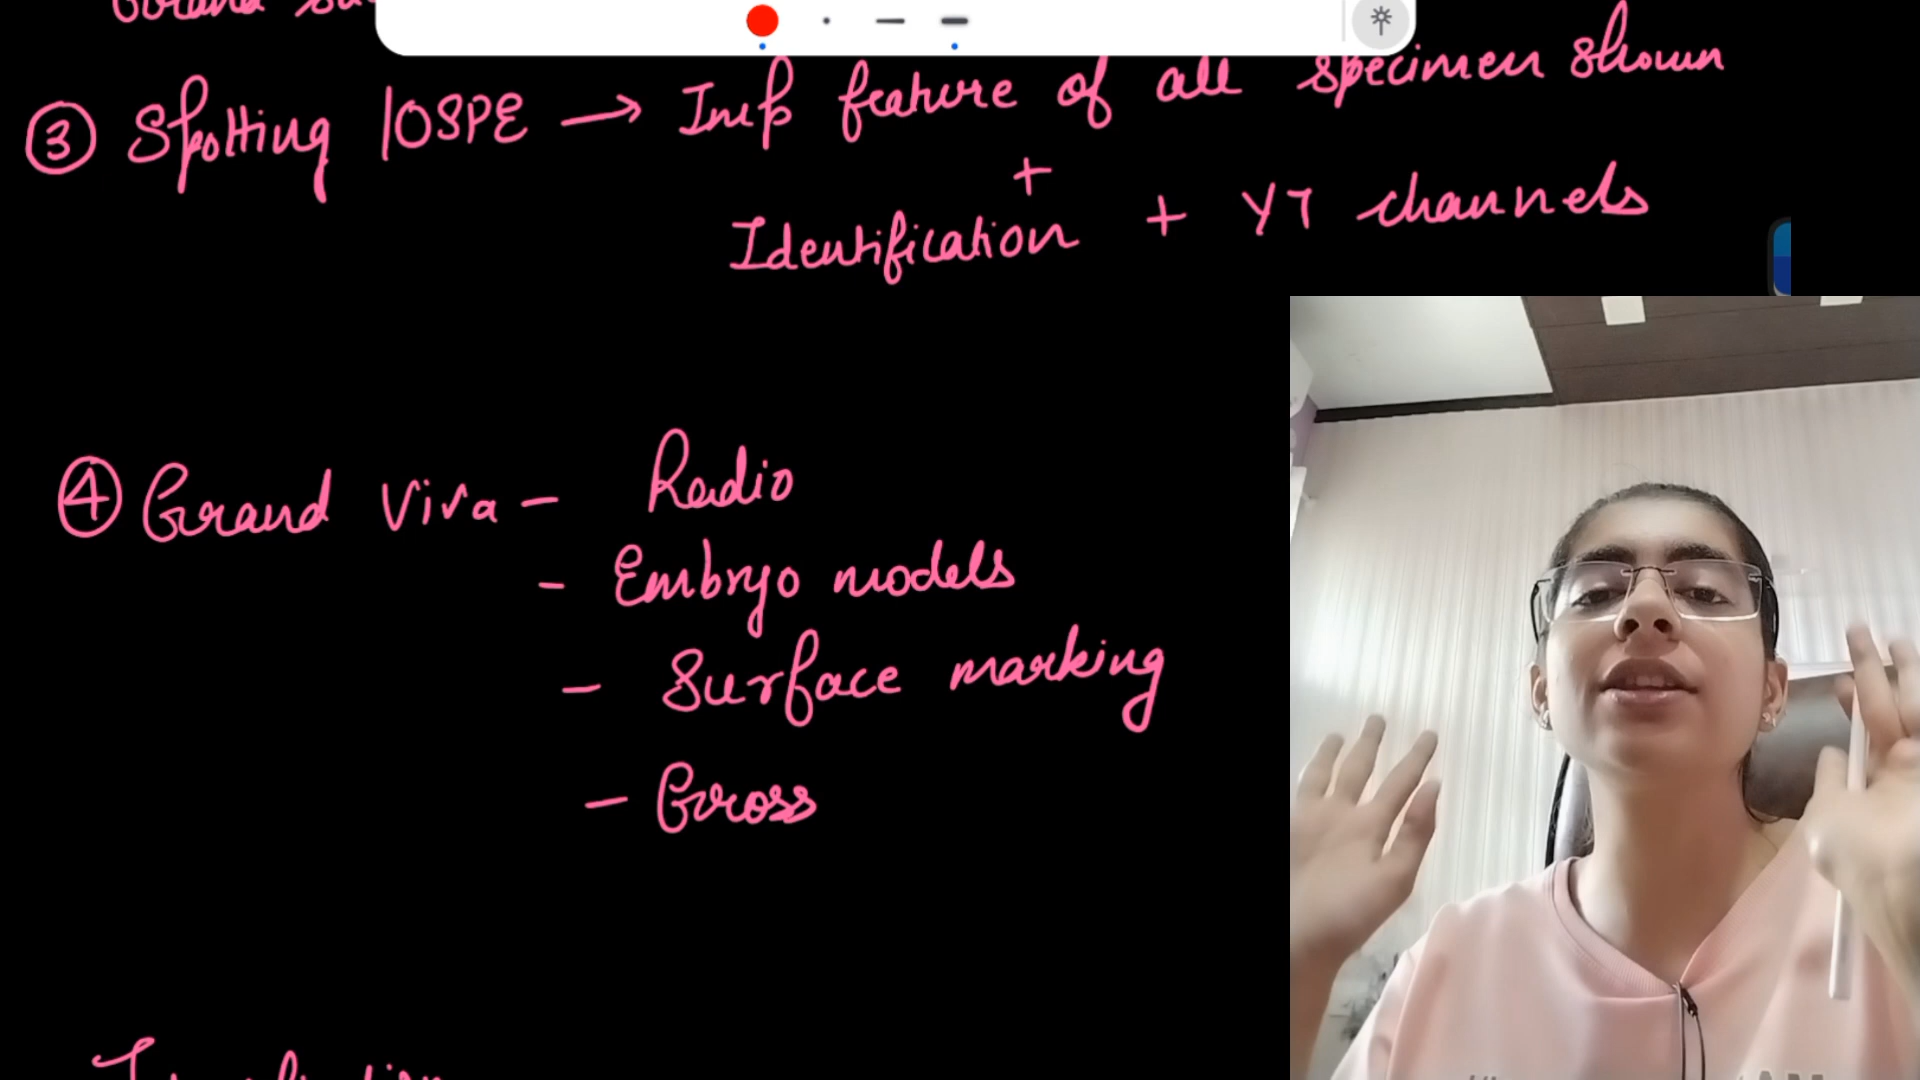 ③ Spotting /OSPE → Imp feature of all specimen shown
+
Identification + YT channels
④ Grand Viva - Radio
- Embryo models
- Surface marking
- Gross